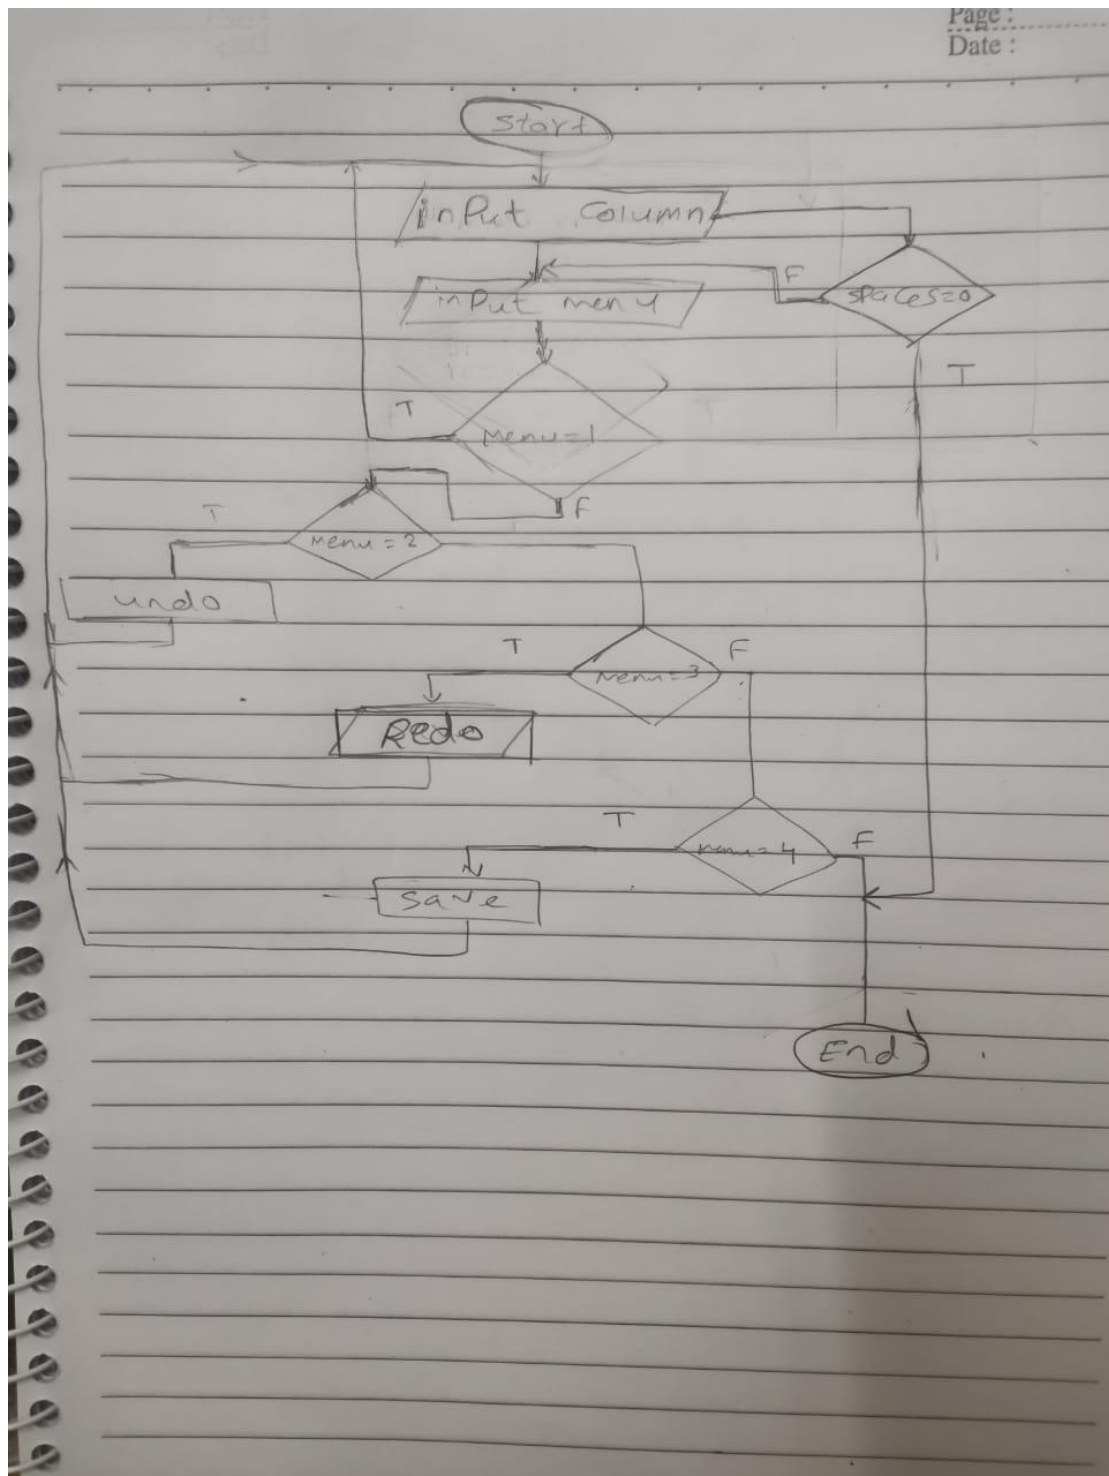 Page :
Date :
Start
input column
F
spaces=0
input menu
T
T
menu=1
F
T
menu = 2
undo
T
F
menu=3
Redo
T
F
menu=4
save
End